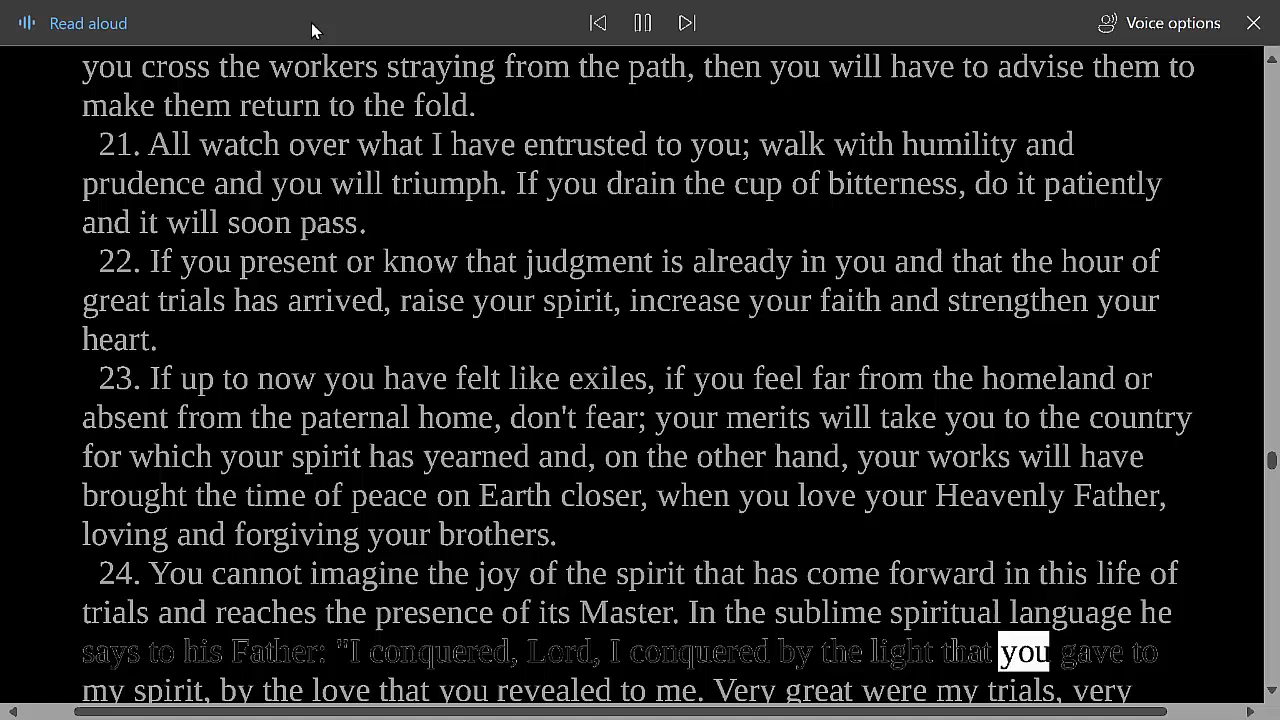 Read aloud
Voice options
you cross the workers straying from the path, then you will have to advise them to
make them return to the fold.
21. All watch over what I have entrusted to you; walk with humility and
prudence and you will triumph. If you drain the cup of bitterness, do it patiently
and it will soon pass.
22. If you present or know that judgment is already in you and that the hour of
great trials has arrived, raise your spirit, increase your faith and strengthen your
heart.
23. If up to now you have felt like exiles, if you feel far from the homeland or
absent from the paternal home, don't fear; your merits will take you to the country
for which your spirit has yearned and, on the other hand, your works will have
brought the time of peace on Earth closer, when you love your Heavenly Father,
loving and forgiving your brothers.
24. You cannot imagine the joy of the spirit that has come forward in this life of
trials and reaches the presence of its Master. In the sublime spiritual language he
says to his Father: "I conquered, Lord, I conquered by the light that you gave to
my spirit, by the love that you revealed to me. Very great were my trials, very